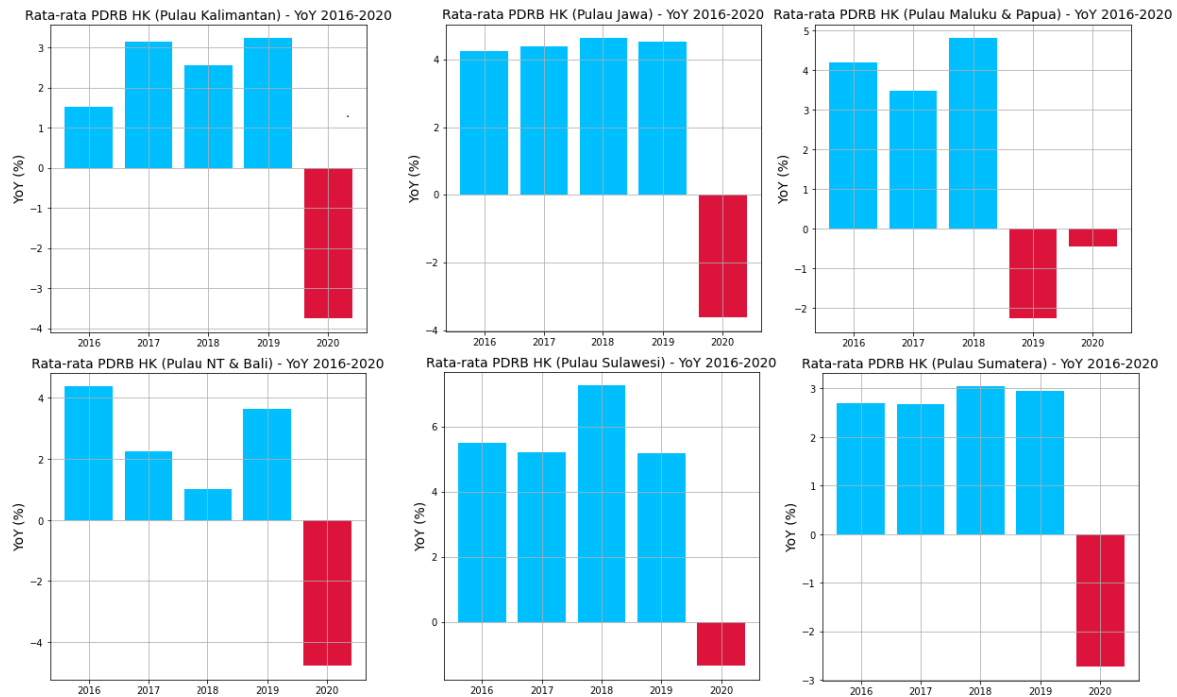 Rata-rata PDRB HK (Pulau Kalimantan) - YoY 2016-2020
YoY (%)
3
2
1
0
−1
−2
−3
−4
2016 2017 2018 2019 2020
Rata-rata PDRB HK (Pulau Jawa) - YoY 2016-2020
YoY (%)
4
2
0
−2
−4
2016 2017 2018 2019 2020
Rata-rata PDRB HK (Pulau Maluku & Papua) - YoY 2016-2020
YoY (%)
5
4
3
2
1
0
−1
−2
2016 2017 2018 2019 2020
Rata-rata PDRB HK (Pulau NT & Bali) - YoY 2016-2020
YoY (%)
4
2
0
−2
−4
2016 2017 2018 2019 2020
Rata-rata PDRB HK (Pulau Sulawesi) - YoY 2016-2020
YoY (%)
6
4
2
0
2016 2017 2018 2019 2020
Rata-rata PDRB HK (Pulau Sumatera) - YoY 2016-2020
YoY (%)
3
2
1
0
−1
−2
−3
2016 2017 2018 2019 2020